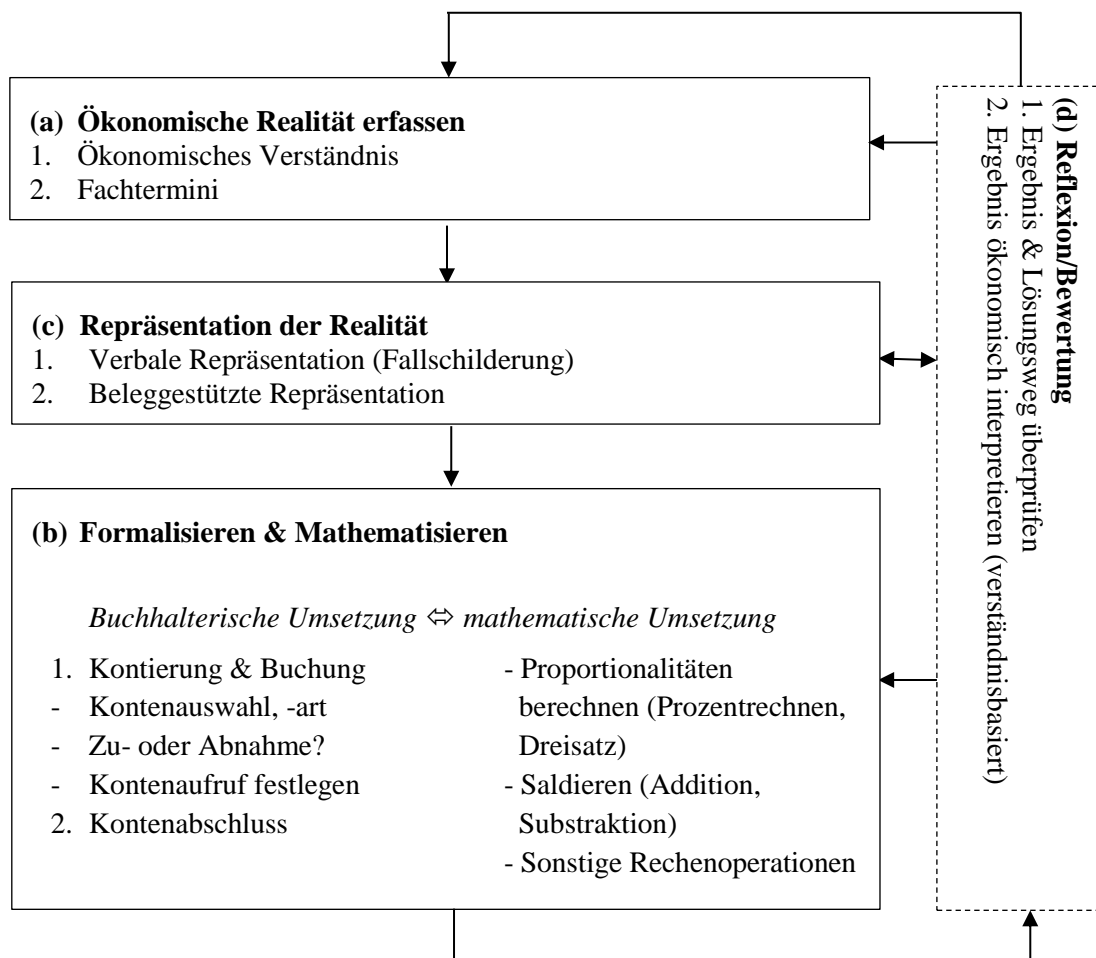 (a) Ökonomische Realität erfassen
1. Ökonomisches Verständnis
2. Fachtermini
(c) Repräsentation der Realität
1. Verbale Repräsentation (Fallschilderung)
2. Beleggestützte Repräsentation
(b) Formalisieren & Mathematisieren
Buchhalterische Umsetzung ⬄ mathematische Umsetzung
1. Kontierung & Buchung
- Kontenauswahl, -art
- Zu- oder Abnahme?
- Kontenaufruf festlegen
2. Kontenabschluss
- Proportionalitäten
berechnen (Prozentrechnen,
Dreisatz)
- Saldieren (Addition,
Substraktion)
- Sonstige Rechenoperationen
(d) Reflexion/Bewertung
1. Ergebnis & Lösungsweg überprüfen
2. Ergebnis ökonomisch interpretieren (verständnisbasiert)